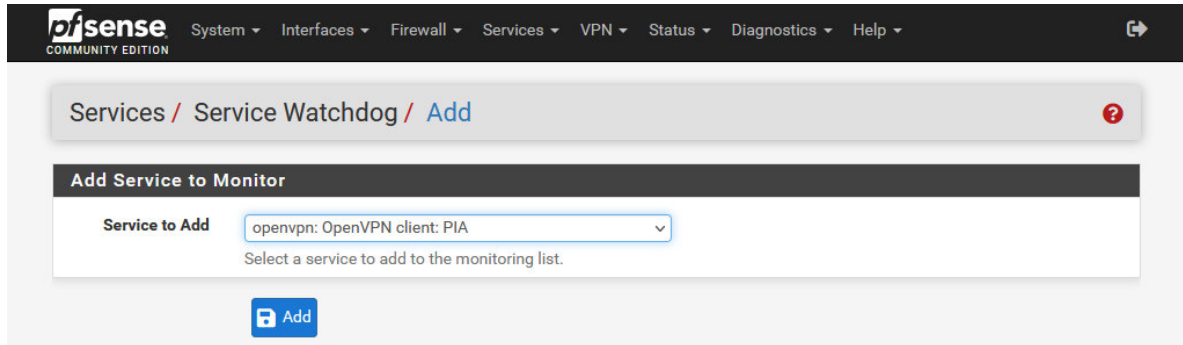 pfsense System Interfaces Firewall Services VPN Status Diagnostics Help
COMMUNITY EDITION
Services / Service Watchdog / Add
Add Service to Monitor
Service to Add openvpn: OpenVPN client: PIA
Select a service to add to the monitoring list.
Add